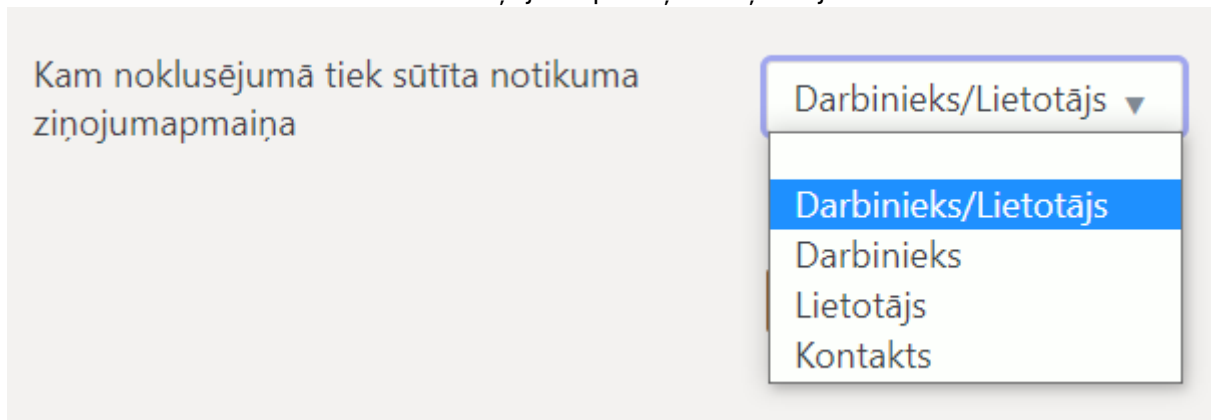 Kam noklusējumā tiek sūtīta notikuma
ziņojumapmaiņa
Darbinieks/Lietotājs
Darbinieks/Lietotājs
Darbinieks
Lietotājs
Kontakts